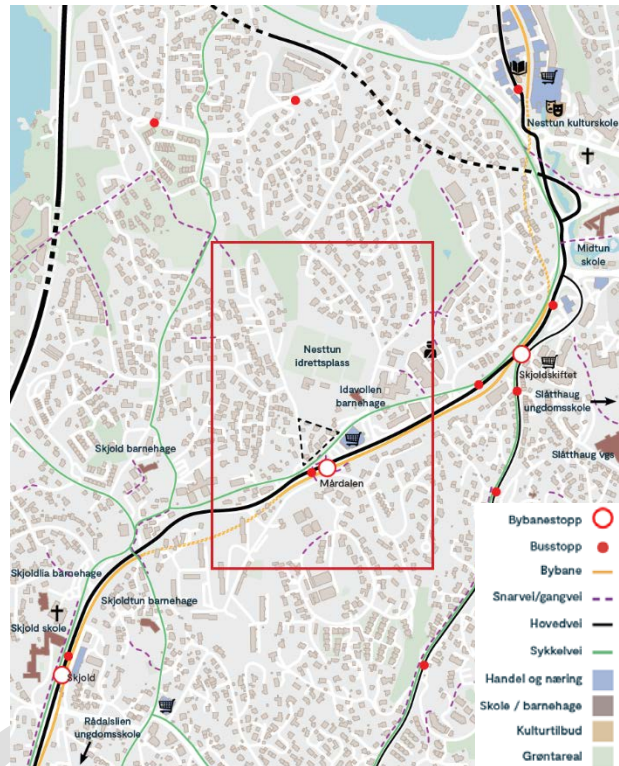 Nesttun kulturskole
Midtun
skole
Nesttun
idrettsplass
Idavollen
barnehage
Skjoldskiftet
Slåtthaug
ungdomsskole
Skjold barnehage
Slåtthaug vgs
Mårdalen
Skjoldlia barnehage
Skjoldtun barnehage
Skjold skole
Skjold
Rådalslien
ungdomsskole
Bybanestopp
Busstopp
Bybane
Snarvei/gangvei
Hovedvei
Sykkelvei
Handel og næring
Skole / barnehage
Kulturtilbud
Grøntareal